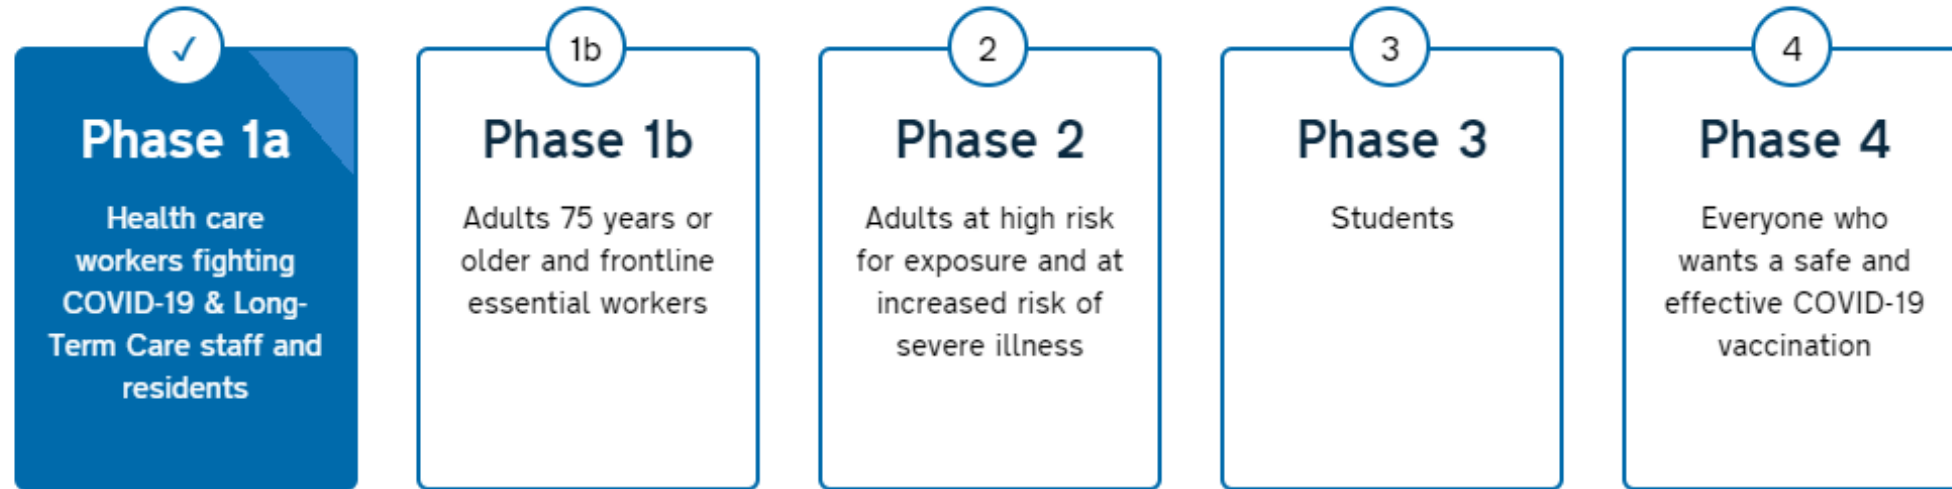 ✓
Phase 1a
Health care
workers fighting
COVID-19 & Long-
Term Care staff and
residents
1b
Phase 1b
Adults 75 years or
older and frontline
essential workers
2
Phase 2
Adults at high risk
for exposure and at
increased risk of
severe illness
3
Phase 3
Students
4
Phase 4
Everyone who
wants a safe and
effective COVID-19
vaccination